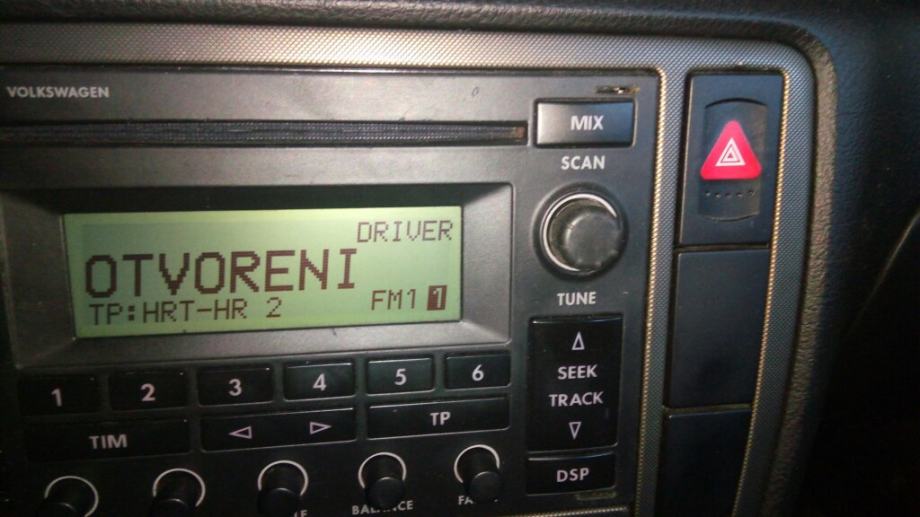 VOLKSWAGEN
MIX
SCAN
DRIVER
OTVORENI
TP:HRT-HR 2 FM1 1
TUNE
1 2 3 4 5 6
SEEK
TRACK
TIM
TP
DSP
BALANCE